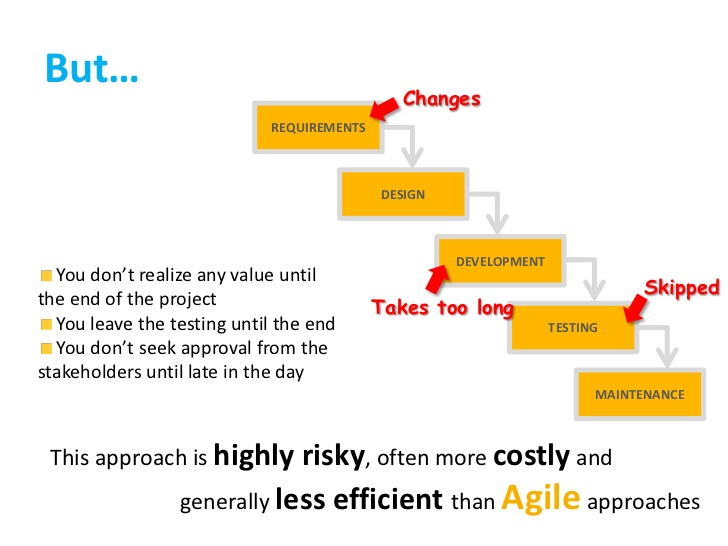 But...
Changes
REQUIREMENTS
DESIGN
DEVELOPMENT
Takes too long
Skipped
TESTING
MAINTENANCE
You don’t realize any value until
the end of the project
You leave the testing until the end
You don’t seek approval from the
stakeholders until late in the day
This approach is highly risky, often more costly and
generally less efficient than Agile approaches